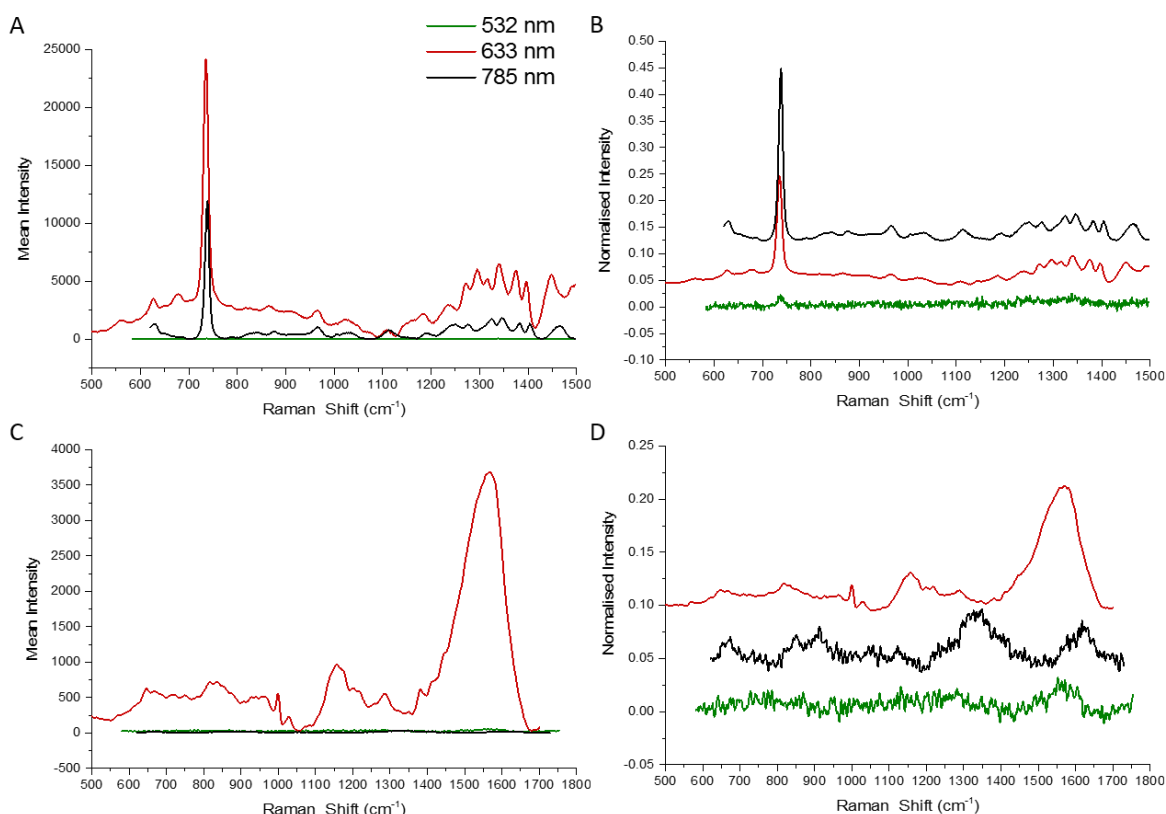 A
532 nm
633 nm
785 nm
25000
20000
15000
10000
5000
0
Mean Intensity
500 600 700 800 900 1000 1100 1200 1300 1400 1500
Raman Shift (cm⁻¹)
B
0.50
0.45
0.40
0.35
0.30
0.25
0.20
0.15
0.10
0.05
0.00
-0.05
-0.10
Normalised Intensity
500 600 700 800 900 1000 1100 1200 1300 1400 1500
Raman Shift (cm⁻¹)
C
4000
3500
3000
2500
2000
1500
1000
500
0
-500
Mean Intensity
500 600 700 800 900 1000 1100 1200 1300 1400 1500 1600 1700 1800
Raman Shift (cm⁻¹)
D
0.25
0.20
0.15
0.10
0.05
0.00
-0.05
Normalised Intensity
500 600 700 800 900 1000 1100 1200 1300 1400 1500 1600 1700 1800
Raman Shift (cm⁻¹)